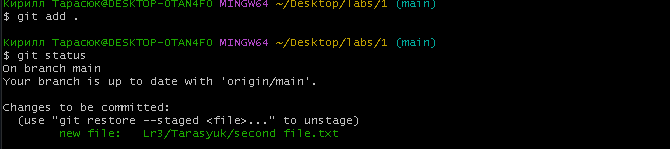 Кирилл Тарасюк@DESKTOP-0TAN4FO MINGW64 ~/Desktop/labs/1 (main)
$ git add .
Кирилл Тарасюк@DESKTOP-0TAN4FO MINGW64 ~/Desktop/labs/1 (main)
$ git status
On branch main
Your branch is up to date with 'origin/main'.
Changes to be committed:
(use "git restore --staged <file>..." to unstage)
new file: Lr3/Tarasyuk/second file.txt